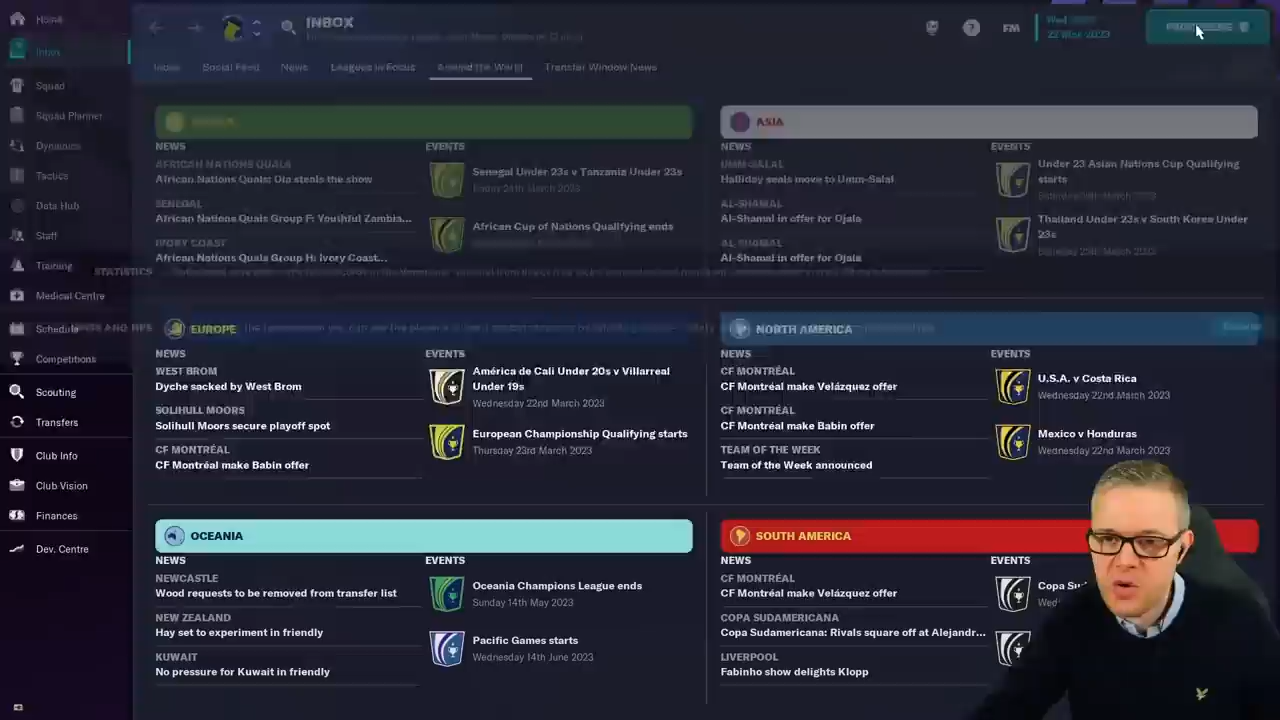 Home
Inbox
Squad
Squad Planner
Dynamics
Tactics
Data Hub
Staff
Training
Medical Centre
Schedule
Competitions
Scouting
Transfers
Club Info
Club Vision
Finances
Dev. Centre
INBOX
FM
Wed
22 Mar 2023
Inbox
Social Feed
News
Leagues in Focus
Around the World
Transfer Window News
NEWS
AFRICAN NATIONS QUALS
African Nations Quals: Dia steals the show
SENEGAL
African Nations Quals Group F: Youthful Zambia...
IVORY COAST
African Nations Quals Group H: Ivory Coast...
EVENTS
Senegal Under 23s v Tanzania Under 23s
Friday 24th March 2023
African Cup of Nations Qualifying ends
ASIA
NEWS
UMM-SALAL
Halliday seals move to Umm-Salal
AL-SHAMAL
Al-Shamal in offer for Ojala
AL-SHAMAL
Al-Shamal in offer for Ojala
EVENTS
Under 23 Asian Nations Cup Qualifying
starts
Thailand Under 23s v South Korea Under
23s
STATISTICS
EUROPE
NEWS
WEST BROM
Dyche sacked by West Brom
SOLIHULL MOORS
Solihull Moors secure playoff spot
CF MONTRÉAL
CF Montréal make Babin offer
EVENTS
América de Cali Under 20s v Villarreal
Under 19s
Wednesday 22nd March 2023
European Championship Qualifying starts
Thursday 23rd March 2023
NORTH AMERICA
NEWS
CF MONTRÉAL
CF Montréal make Velázquez offer
CF MONTRÉAL
CF Montréal make Babin offer
TEAM OF THE WEEK
Team of the Week announced
EVENTS
U.S.A. v Costa Rica
Wednesday 22nd March 2023
Mexico v Honduras
Wednesday 22nd March 2023
OCEANIA
NEWS
NEWCASTLE
Wood requests to be removed from transfer list
NEW ZEALAND
Hay set to experiment in friendly
KUWAIT
No pressure for Kuwait in friendly
EVENTS
Oceania Champions League ends
Sunday 14th May 2023
Pacific Games starts
Wednesday 14th June 2023
SOUTH AMERICA
NEWS
CF MONTRÉAL
CF Montréal make Velázquez offer
COPA SUDAMERICANA
Copa Sudamericana: Rivals square off at Alejandr...
LIVERPOOL
Fabinho show delights Klopp
EVENTS